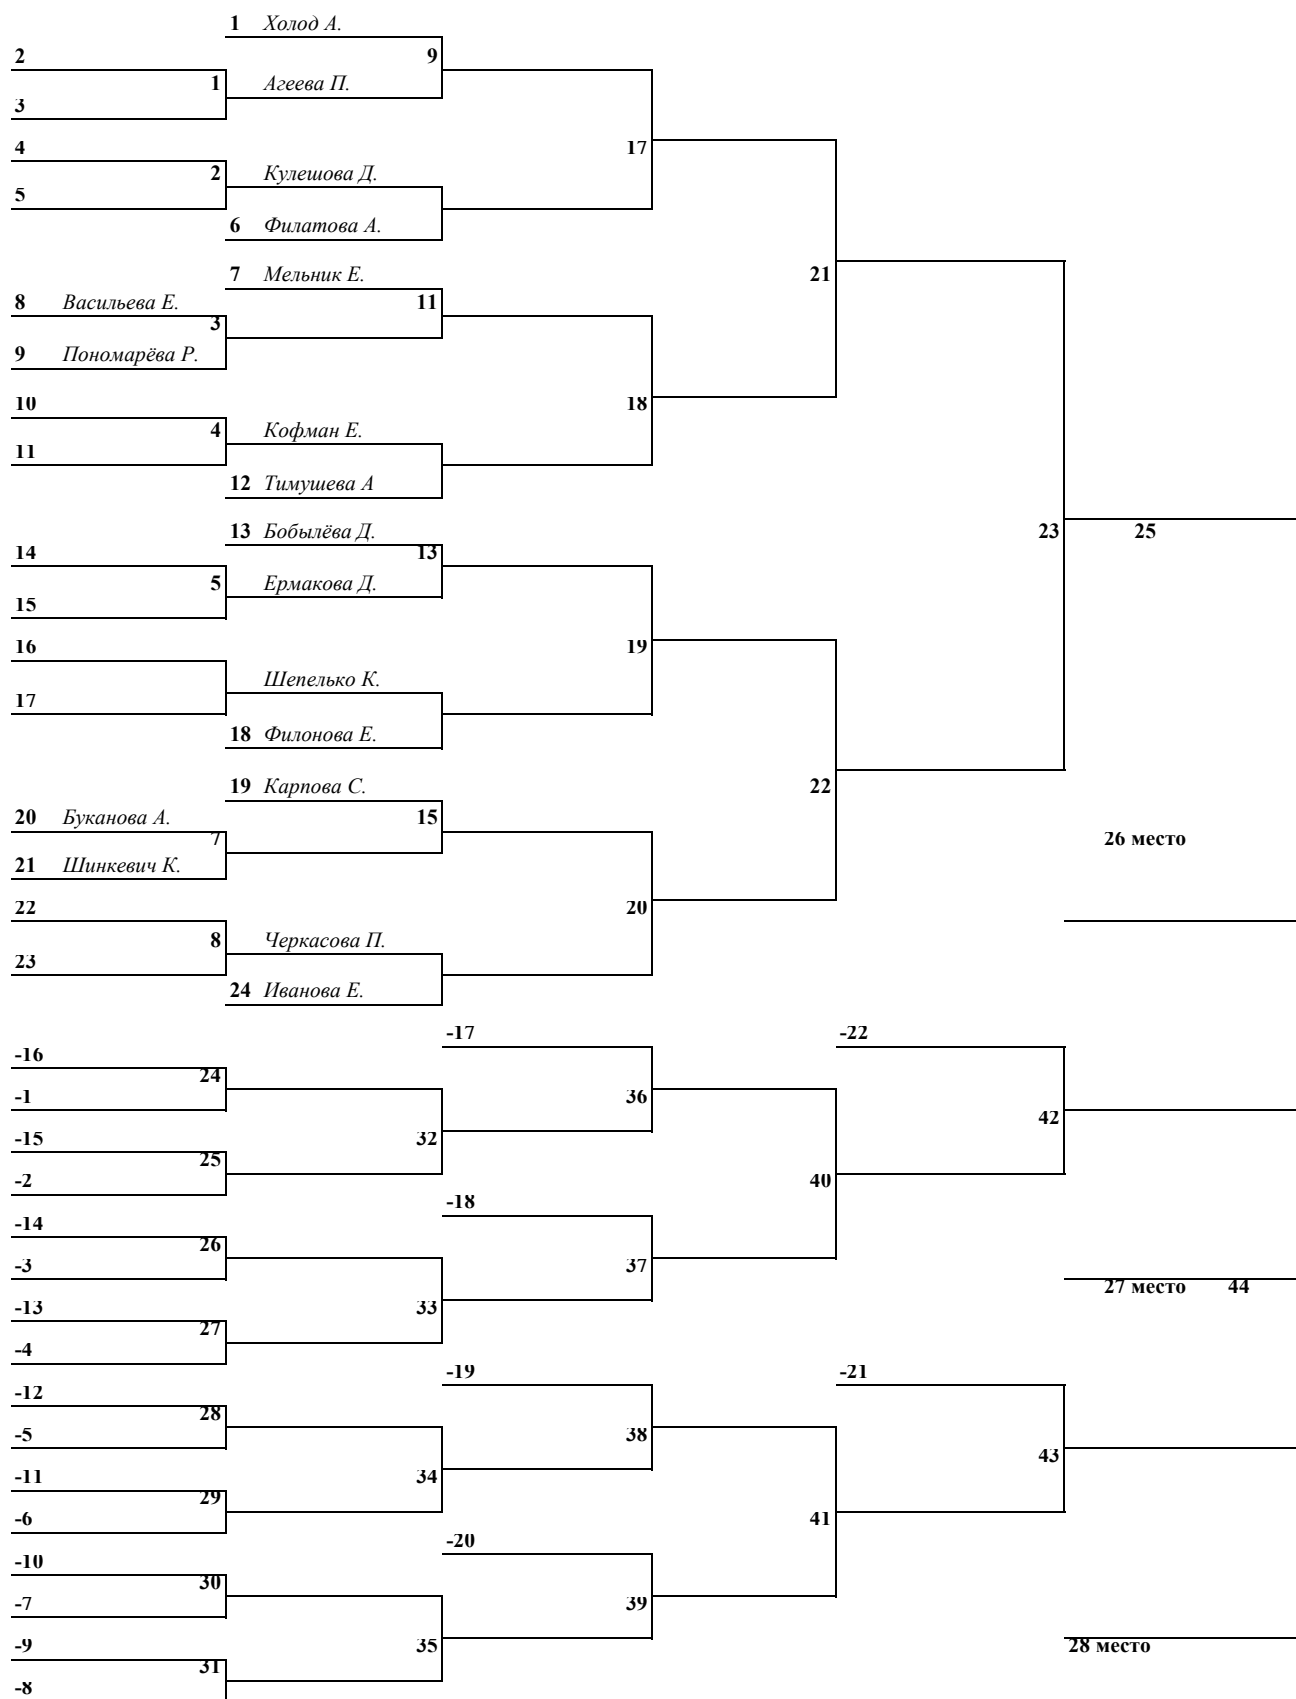 1 Холод А.
2 9
1 Агеева П.
3
4 17
2 Кулешова Д.
5
6 Филатова А.
7 Мельник Е. 21
8 Васильева Е. 11
3
9 Пономарёва Р.
10 18
4 Кофман Е.
11
12 Тимушева А
13 Бобылёва Д. 23 25
14 13
5 Ермакова Д.
15
16 19
Шепелько К.
17
18 Филонова Е.
19 Карпова С. 22
20 Буканова А. 15
7 26 место
21 Шинкевич К.
22 20
8 Черкасова П.
23
24 Иванова Е.
-17 -22
-16
24
-1 36
42
-15 32
25
-2 40
-18
-14
26
-3 37
27 место 44
-13 33
27
-4
-19 -21
-12
28
-5 38
43
-11 34
29
-6 41
-20
-10
30
-7 39
-9 35 28 место
31
-8